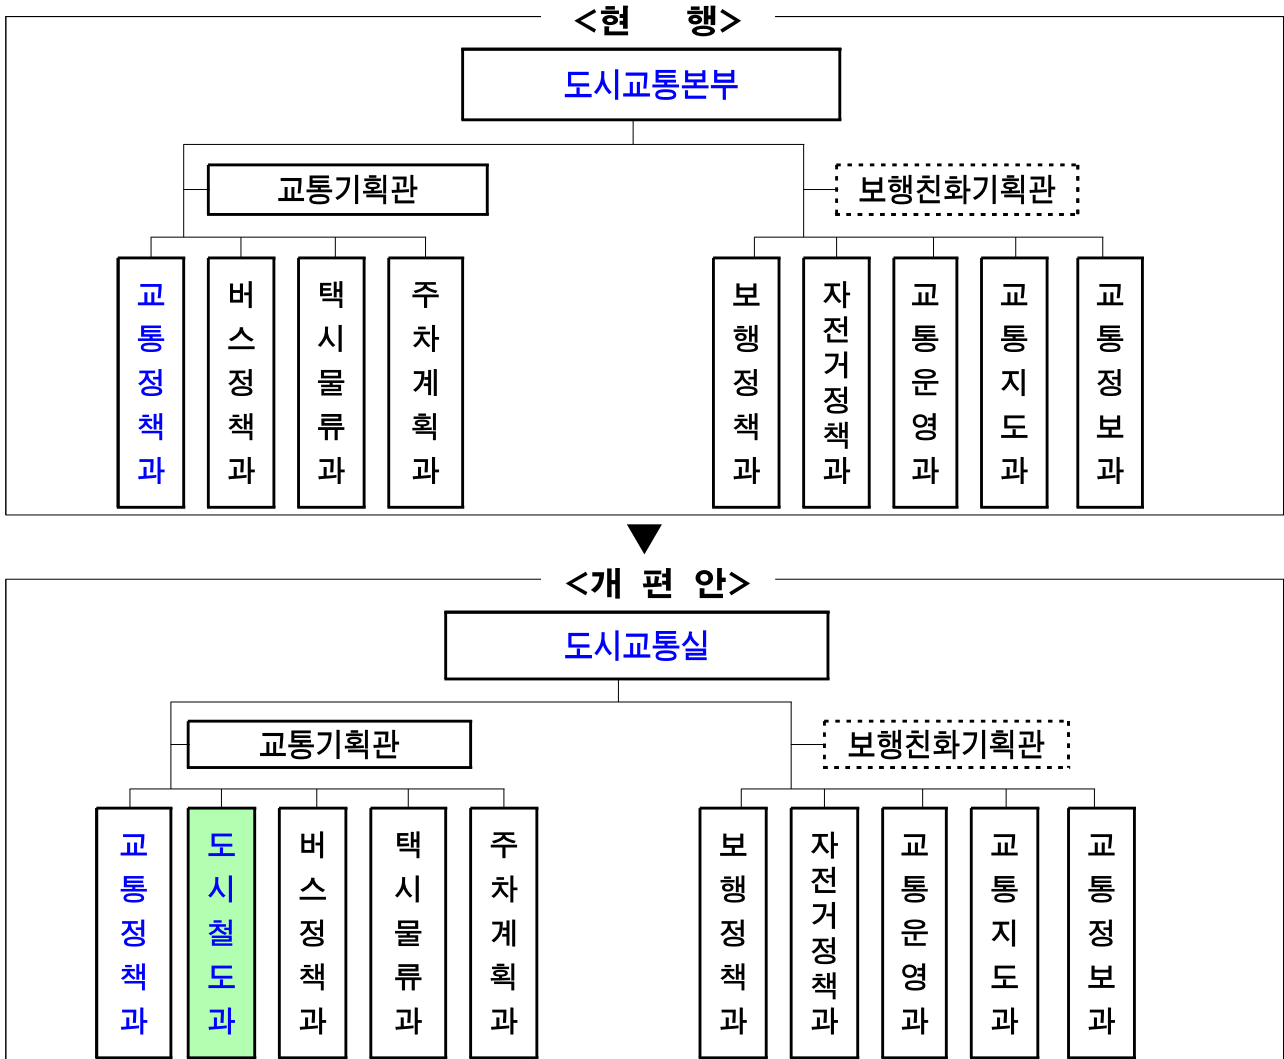 <현 행>
도시교통본부
교통기획관
보행친화기획관
교통정책과
버스정책과
택시물류과
주차계획과
보행정책과
자전거정책과
교통운영과
교통지도과
교통정보과
▼
<개 편 안>
도시교통실
교통기획관
보행친화기획관
교통정책과
도시철도과
버스정책과
택시물류과
주차계획과
보행정책과
자전거정책과
교통운영과
교통지도과
교통정보과